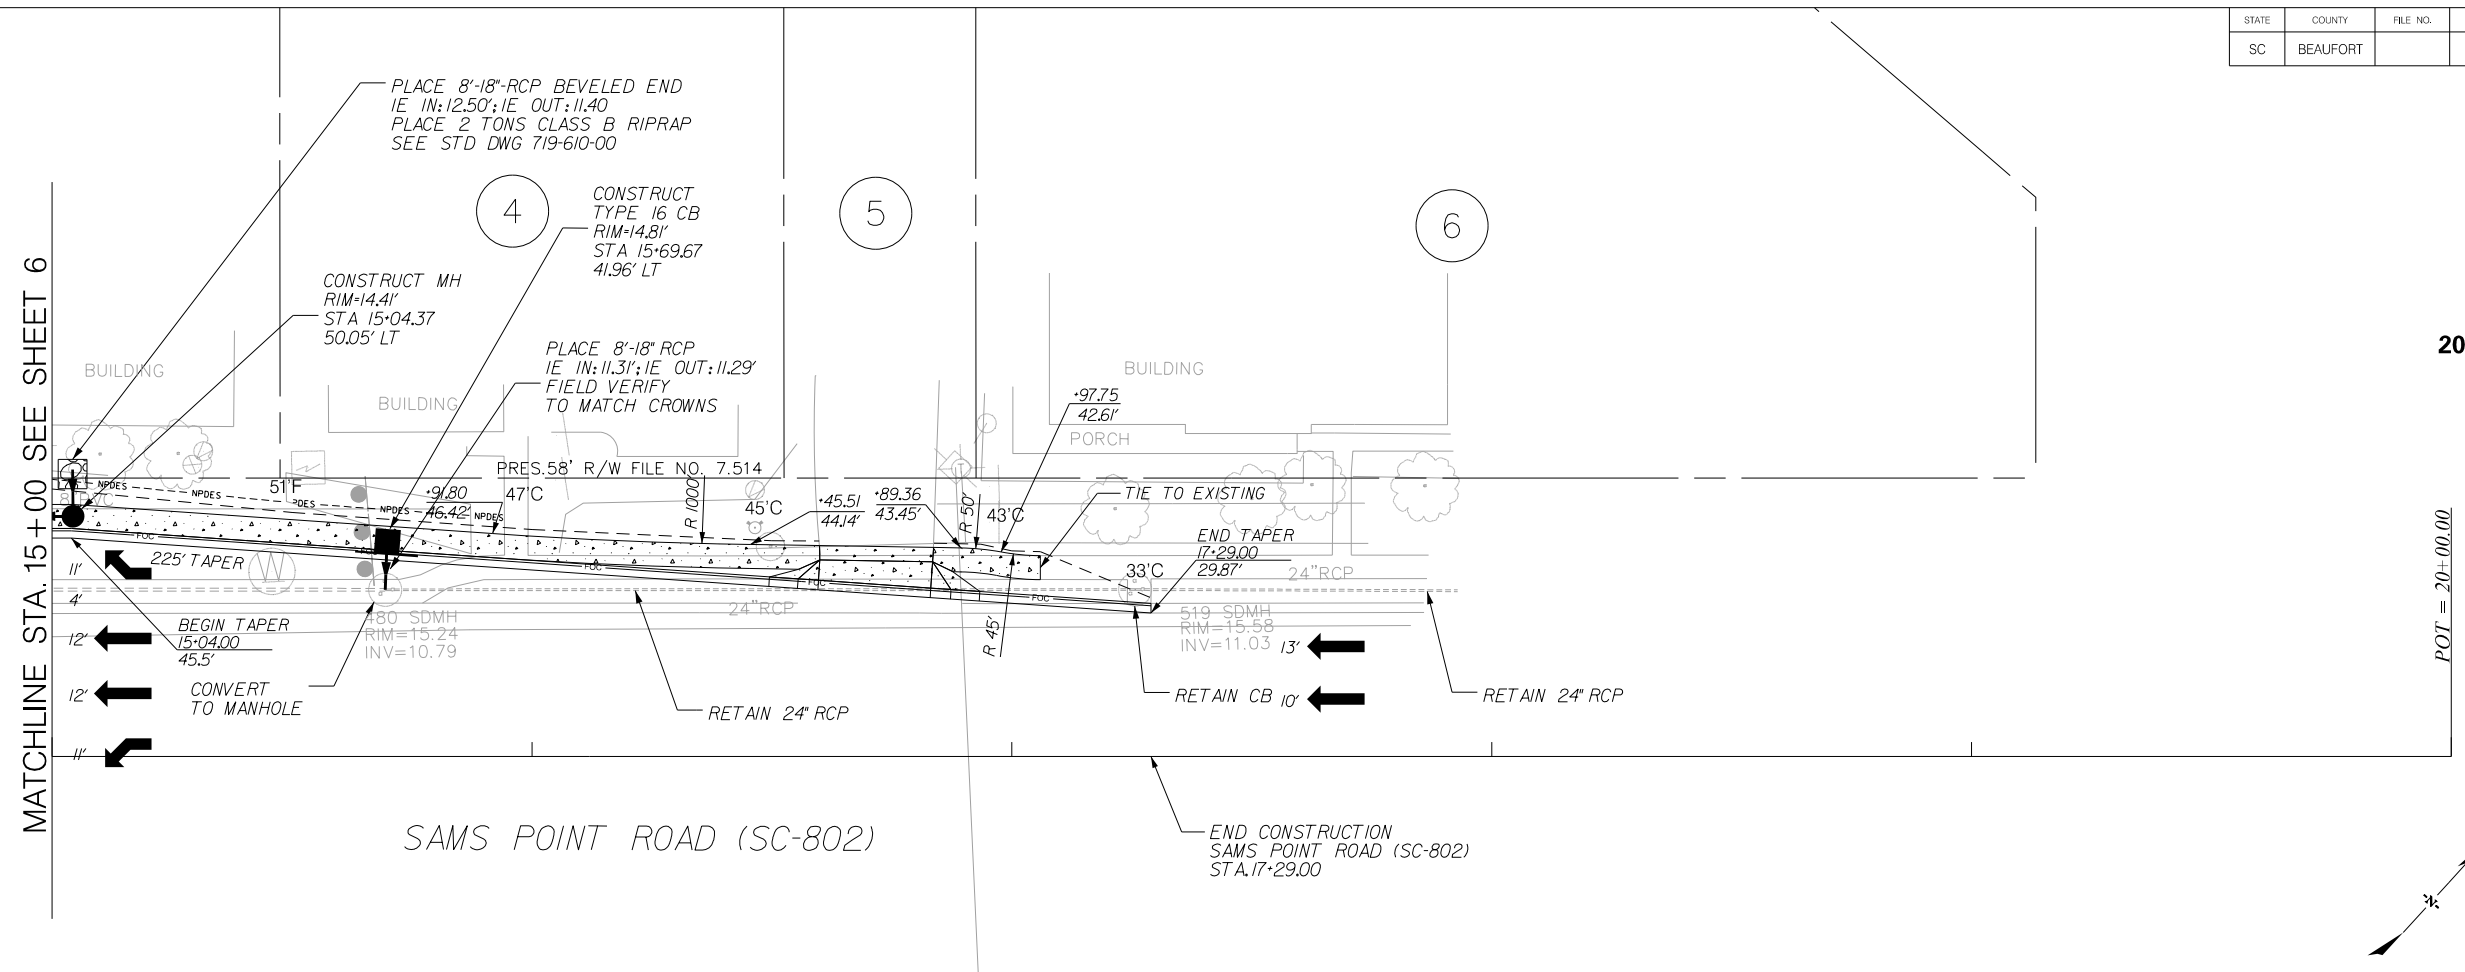 STATE COUNTY FILE NO.
SC BEAUFORT
PLACE 8'-18"-RCP BEVELED END
IE IN:12.50'; IE OUT:11.40
PLACE 2 TONS CLASS B RIPRAP
SEE STD DWG 719-610-00
4
5
6
CONSTRUCT
TYPE 16 CB
RIM=14.81'
STA 15+69.67
41.96' LT
CONSTRUCT MH
RIM=14.41'
STA 15+04.37
50.05' LT
PLACE 8'-18" RCP
IE IN:11.31'; IE OUT:11.29'
FIELD VERIFY
TO MATCH CROWNS
MATCHLINE STA. 15+00 SEE SHEET 6
20
BUILDING
BUILDING
BUILDING
PORCH
+97.75
42.61'
PRES.58' R/W FILE NO. 7.514
NPDES
NPDES
NPDES
NPDES
51'F
+91.80
46.42'
47'C
R 1000'
45'C
+45.51
44.14'
+89.36
43.45'
R 50'
43'C
TIE TO EXISTING
END TAPER
17+29.00
29.87'
FOC
FOC
FOC
FOC
225' TAPER
W
11'
4'
12'
12'
11'
33'C
24"RCP
24"RCP
BEGIN TAPER
15+04.00
45.5'
480 SDMH
RIM=15.24
INV=10.79
519 SDMH
RIM=15.58
INV=11.03
R 45'
13'
10'
CONVERT
TO MANHOLE
RETAIN 24" RCP
RETAIN CB
RETAIN 24" RCP
POT = 20+00.00
SAMS POINT ROAD (SC-802)
END CONSTRUCTION
SAMS POINT ROAD (SC-802)
STA.17+29.00
N